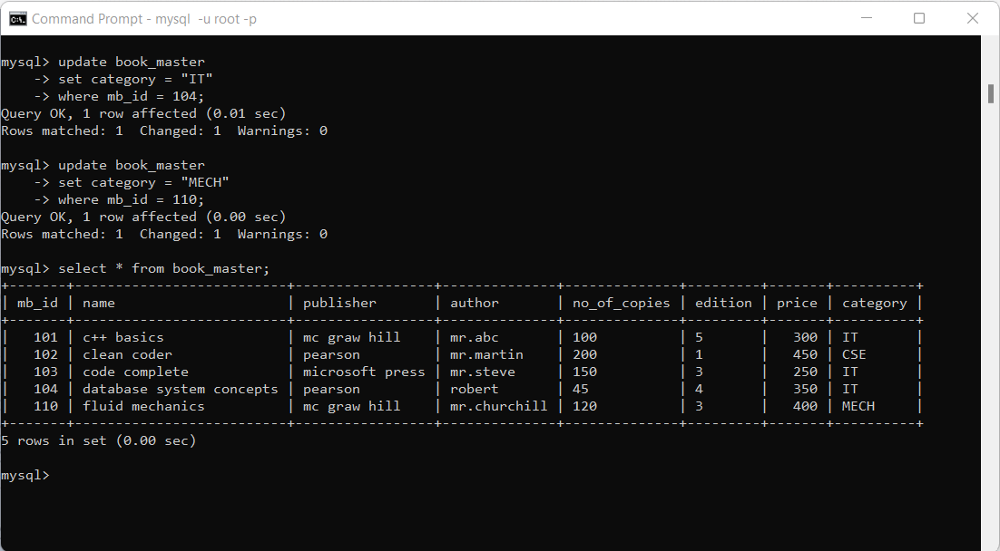 Command Prompt - mysql  -u root -p
mysql> update book_master
    -> set category = "IT"
    -> where mb_id = 104;
Query OK, 1 row affected (0.01 sec)
Rows matched: 1  Changed: 1  Warnings: 0
mysql> update book_master
    -> set category = "MECH"
    -> where mb_id = 110;
Query OK, 1 row affected (0.00 sec)
Rows matched: 1  Changed: 1  Warnings: 0
mysql> select * from book_master;
+-------+--------------------------+-----------------+--------------+--------------+---------+-------+----------+
| mb_id | name                     | publisher       | author       | no_of_copies | edition | price | category |
+-------+--------------------------+-----------------+--------------+--------------+---------+-------+----------+
|   101 | c++ basics               | mc graw hill    | mr.abc       | 100          | 5       |   300 | IT       |
|   102 | clean coder              | pearson         | mr.martin    | 200          | 1       |   450 | CSE      |
|   103 | code complete            | microsoft press | mr.steve     | 150          | 3       |   250 | IT       |
|   104 | database system concepts | pearson         | robert       | 45           | 4       |   350 | IT       |
|   110 | fluid mechanics          | mc graw hill    | mr.churchill | 120          | 3       |   400 | MECH     |
+-------+--------------------------+-----------------+--------------+--------------+---------+-------+----------+
5 rows in set (0.00 sec)
mysql>